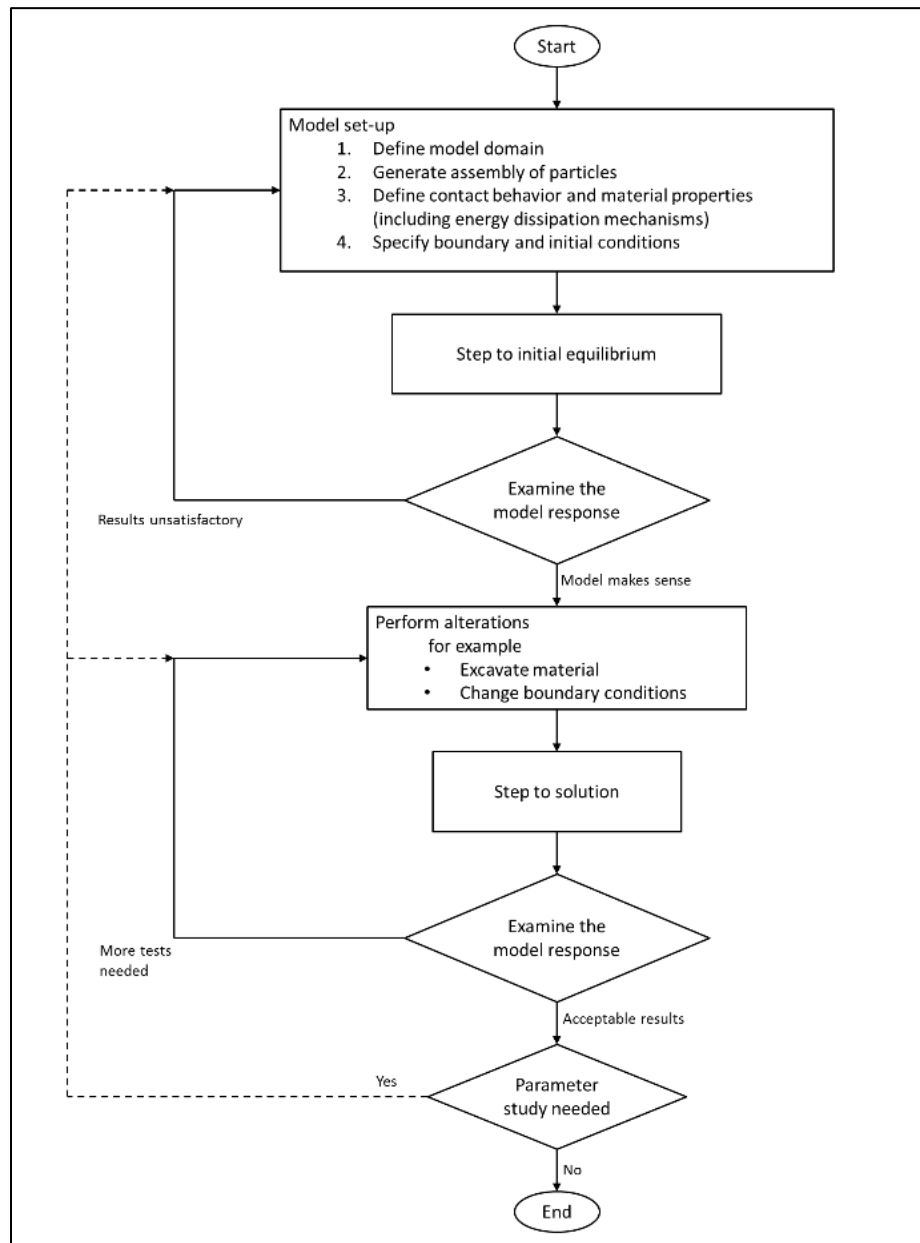 Start
Model set-up
1. Define model domain
2. Generate assembly of particles
3. Define contact behavior and material properties
(including energy dissipation mechanisms)
4. Specify boundary and initial conditions
Step to initial equilibrium
Examine the
model response
Results unsatisfactory
Model makes sense
Perform alterations
for example
• Excavate material
• Change boundary conditions
Step to solution
Examine the
model response
More tests
needed
Acceptable results
Yes
Parameter
study needed
No
End